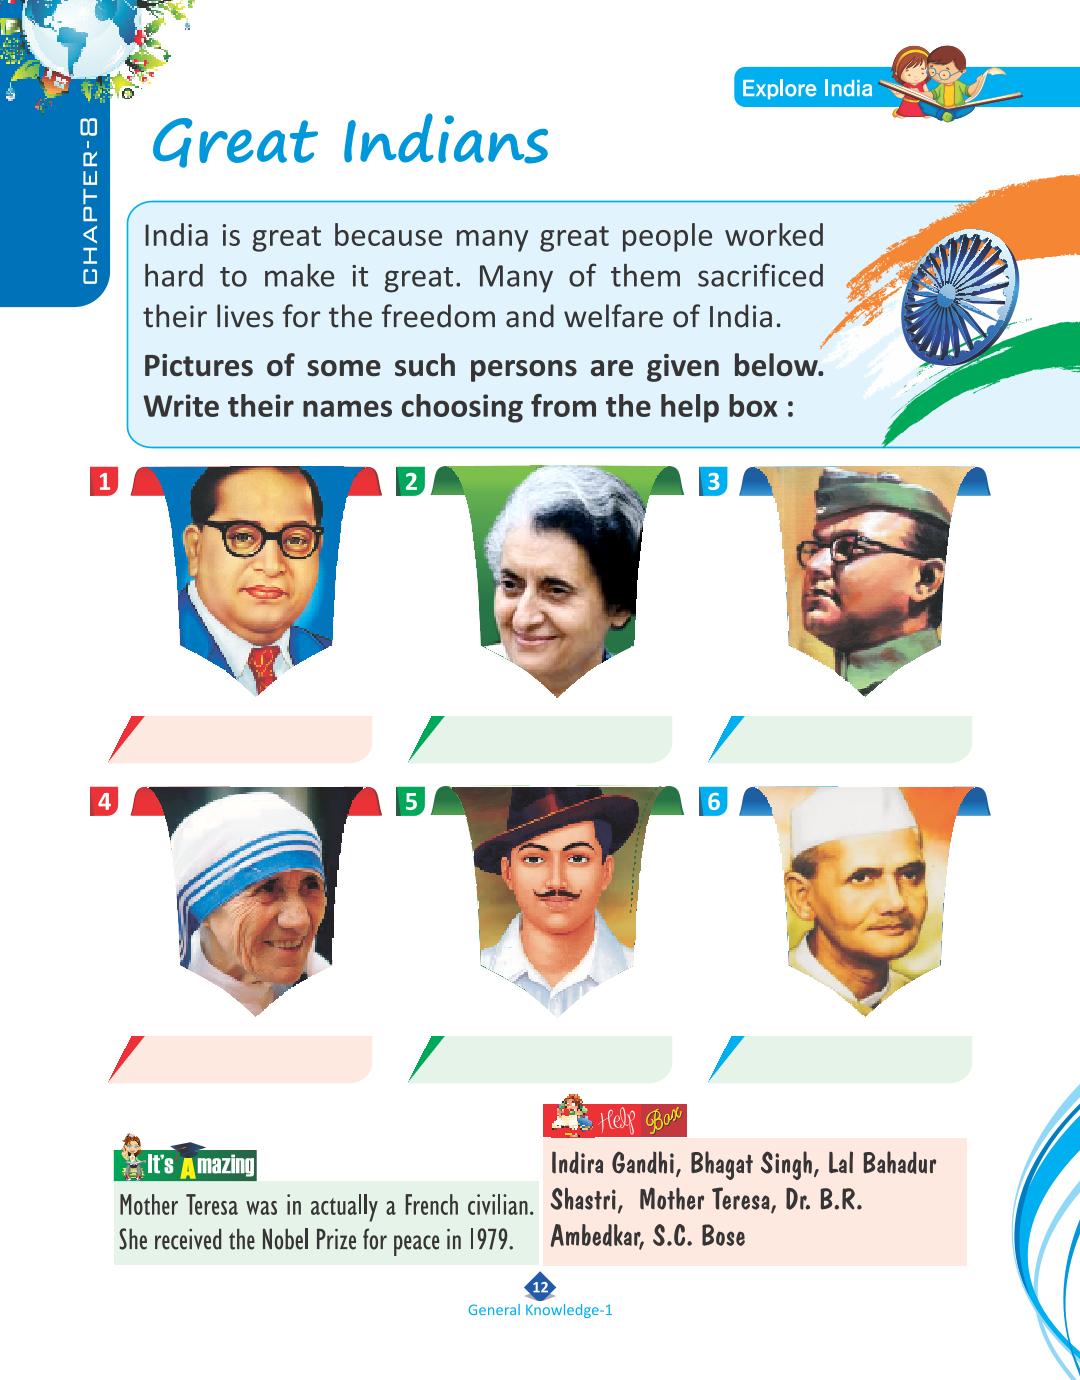 Explore India
CHAPTER-8
Great Indians
India is great because many great people worked
hard to make it great. Many of them sacrificed
their lives for the freedom and welfare of India.
Pictures of some such persons are given below.
Write their names choosing from the help box :
1
2
3
4
5
6
It's Amazing
Mother Teresa was in actually a French civilian.
She received the Nobel Prize for peace in 1979.
Help Box
Indira Gandhi, Bhagat Singh, Lal Bahadur
Shastri, Mother Teresa, Dr. B.R.
Ambedkar, S.C. Bose
12
General Knowledge-1